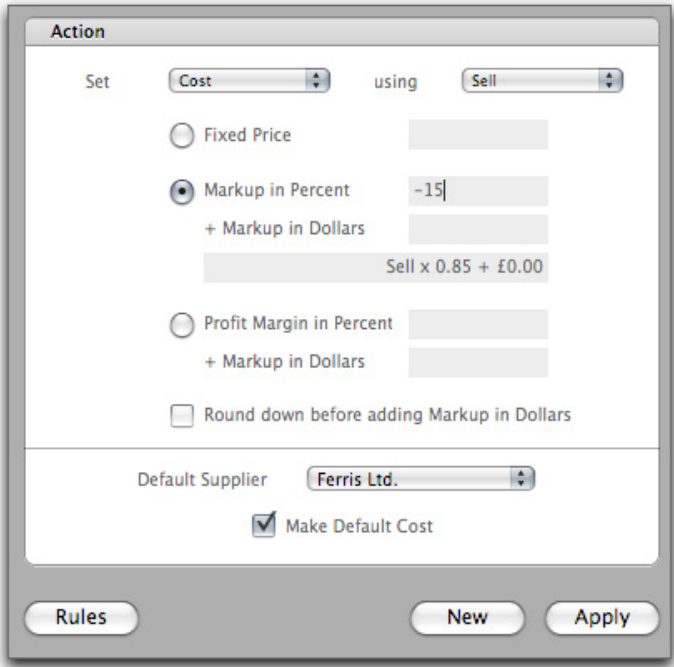 Action
Set Cost using Sell
Fixed Price
Markup in Percent -15
+ Markup in Dollars
Sell x 0.85 + £0.00
Profit Margin in Percent
+ Markup in Dollars
Round down before adding Markup in Dollars
Default Supplier Ferris Ltd.
Make Default Cost
Rules New Apply